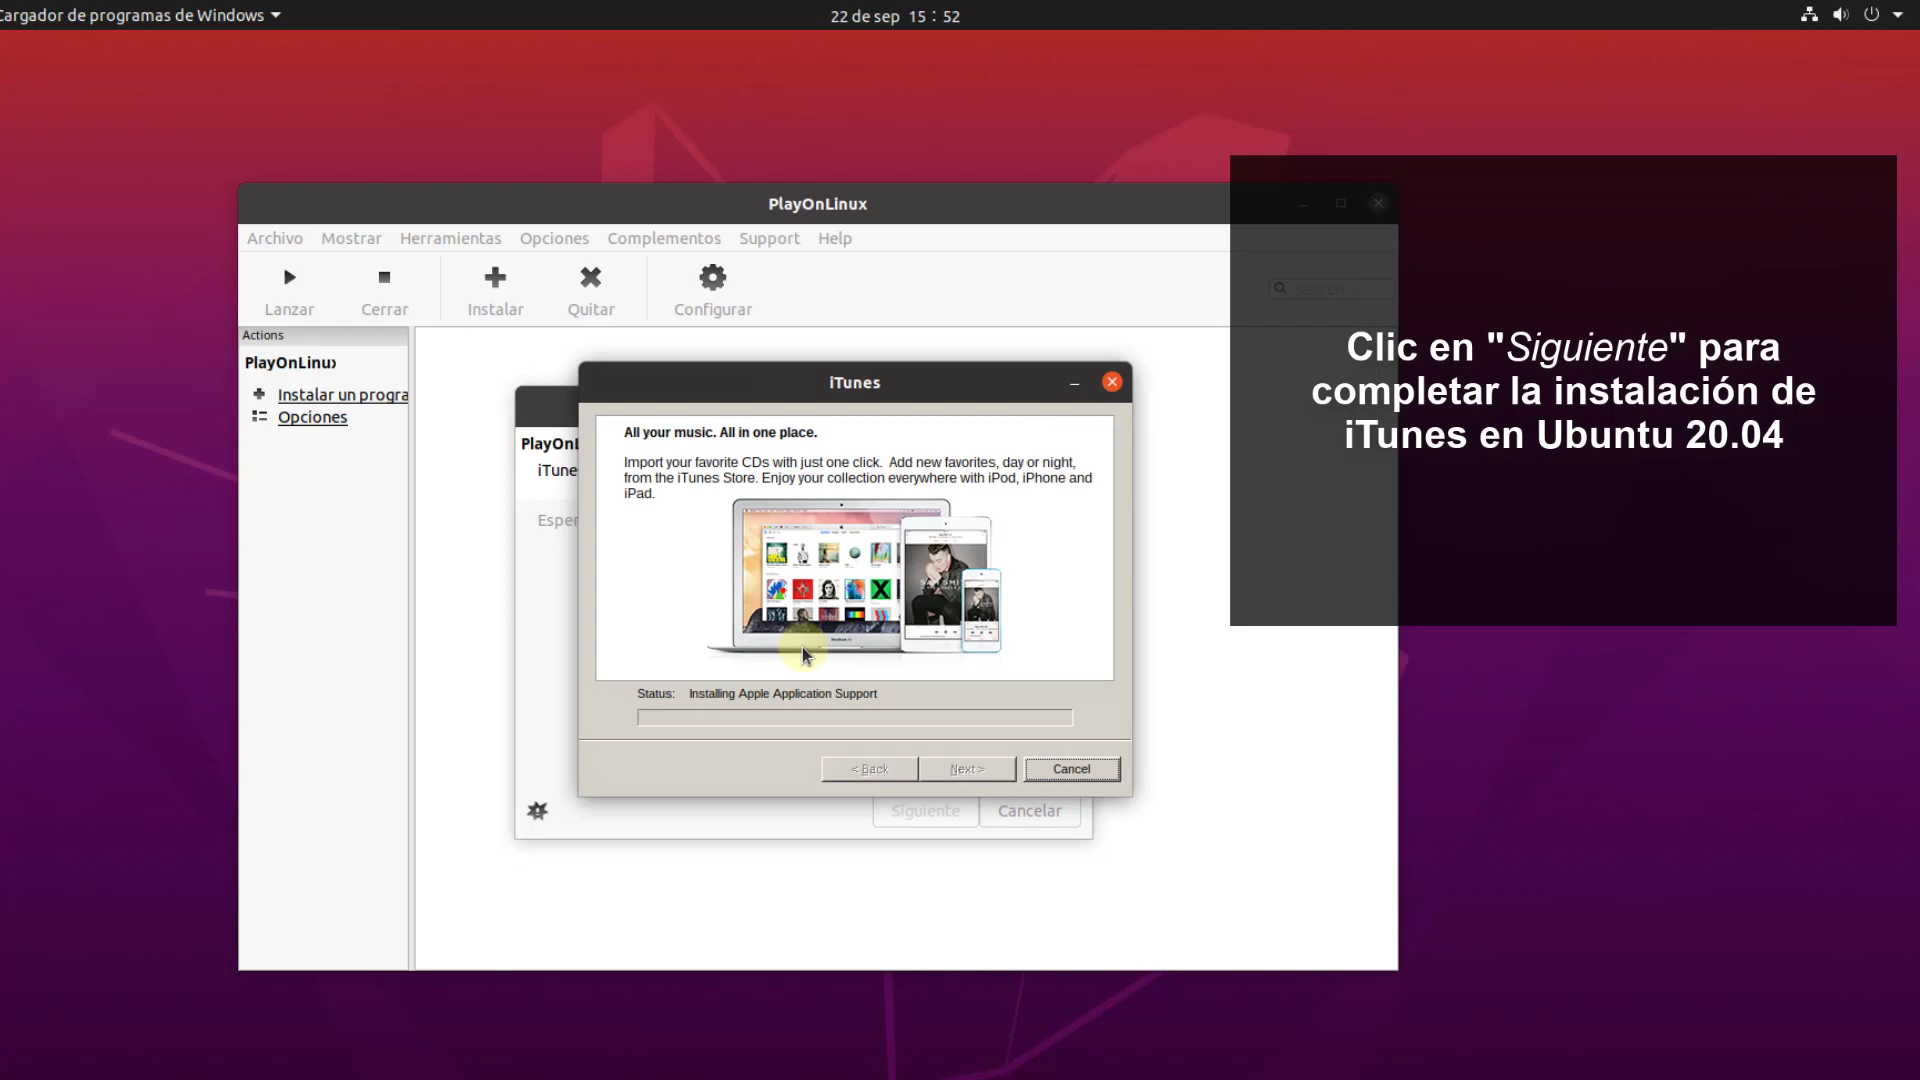 Cargador de programas de Windows
22 de sep 15:52
PlayOnLinux
Archivo Mostrar Herramientas Opciones Complementos Support Help
Lanzar Cerrar Instalar Quitar Configurar
Search
Actions
PlayOnLinux
Instalar un progra
Opciones
PlayOnL
iTune
Esper
iTunes
All your music. All in one place.
Import your favorite CDs with just one click. Add new favorites, day or night,
from the iTunes Store. Enjoy your collection everywhere with iPod, iPhone and
iPad.
Status: Installing Apple Application Support
< Back Next > Cancel
Siguiente Cancelar
Clic en "Siguiente" para
completar la instalación de
iTunes en Ubuntu 20.04